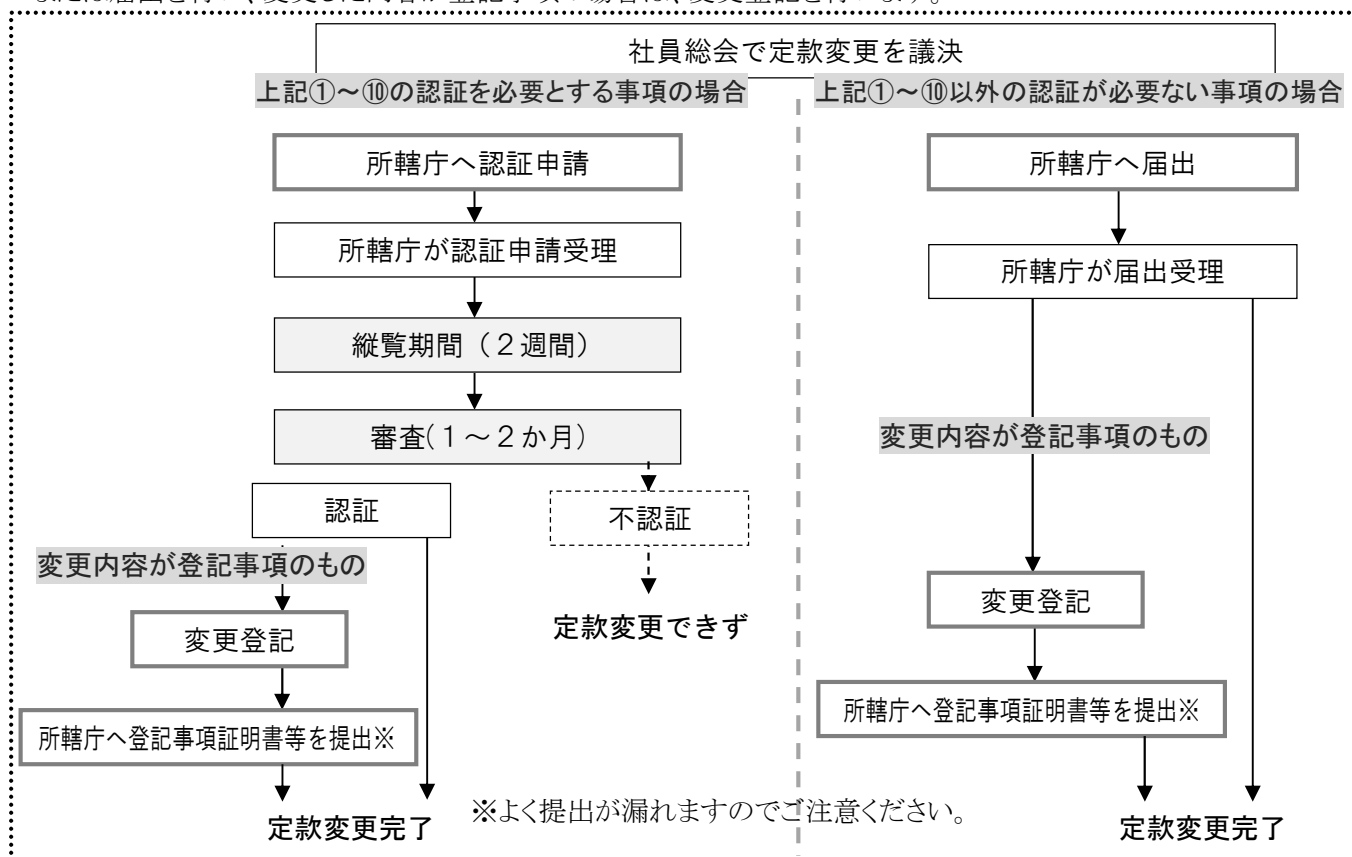 社員総会で定款変更を議決
上記①～⑩の認証を必要とする事項の場合
所轄庁へ認証申請
所轄庁が認証申請受理
縦覧期間（２週間）
審査(１～２か月)
認証
不認証
変更内容が登記事項のもの
変更登記
定款変更できず
所轄庁へ登記事項証明書等を提出※
定款変更完了
上記①～⑩以外の認証が必要ない事項の場合
所轄庁へ届出
所轄庁が届出受理
変更内容が登記事項のもの
変更登記
所轄庁へ登記事項証明書等を提出※
定款変更完了
※よく提出が漏れますのでご注意ください。